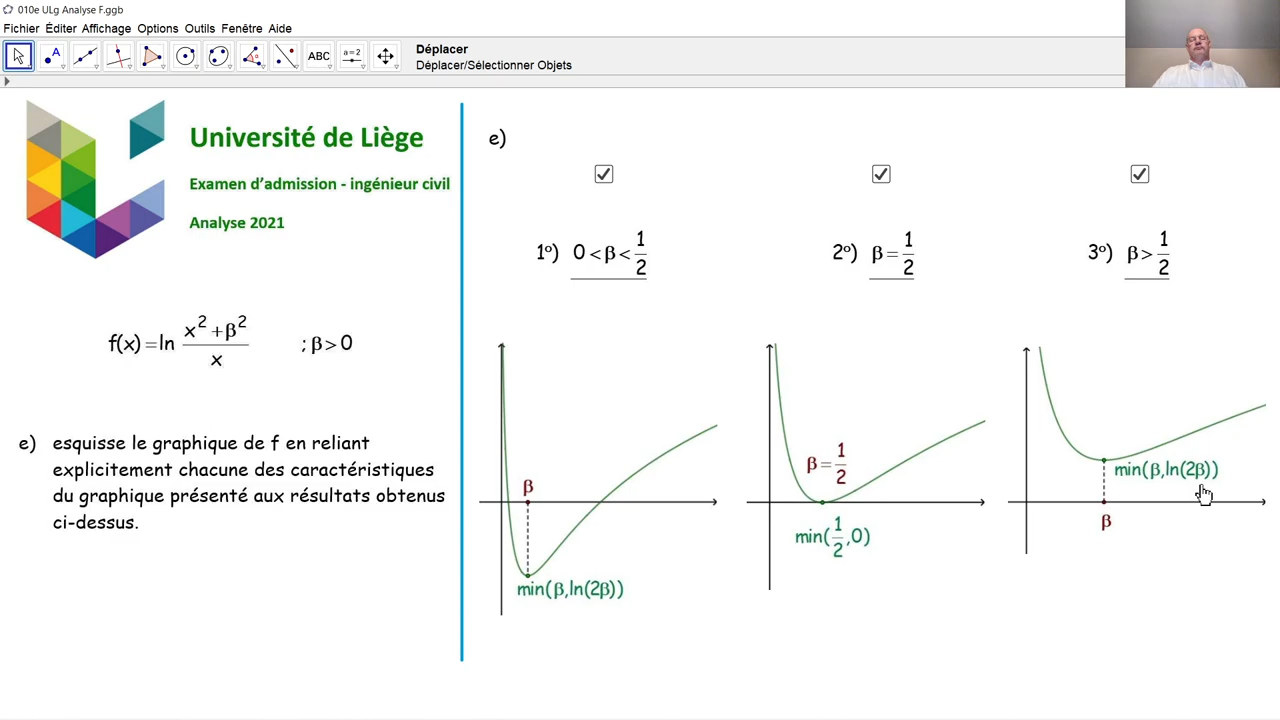 010e ULg Analyse F.ggb
Fichier Éditer Affichage Options Outils Fenêtre Aide
A
ABC
a=2
Déplacer
Déplacer/Sélectionner Objets
Université de Liège
Examen d’admission - ingénieur civil
Analyse 2021
f(x) = ln (x² + β²)/x ; β > 0
e) esquisse le graphique de f en reliant
explicitement chacune des caractéristiques
du graphique présenté aux résultats obtenus
ci-dessus.
e)
1°) 0 < β < 1/2
2°) β = 1/2
3°) β > 1/2
β
min(β,ln(2β))
β = 1/2
min(1/2,0)
min(β,ln(2β))
β